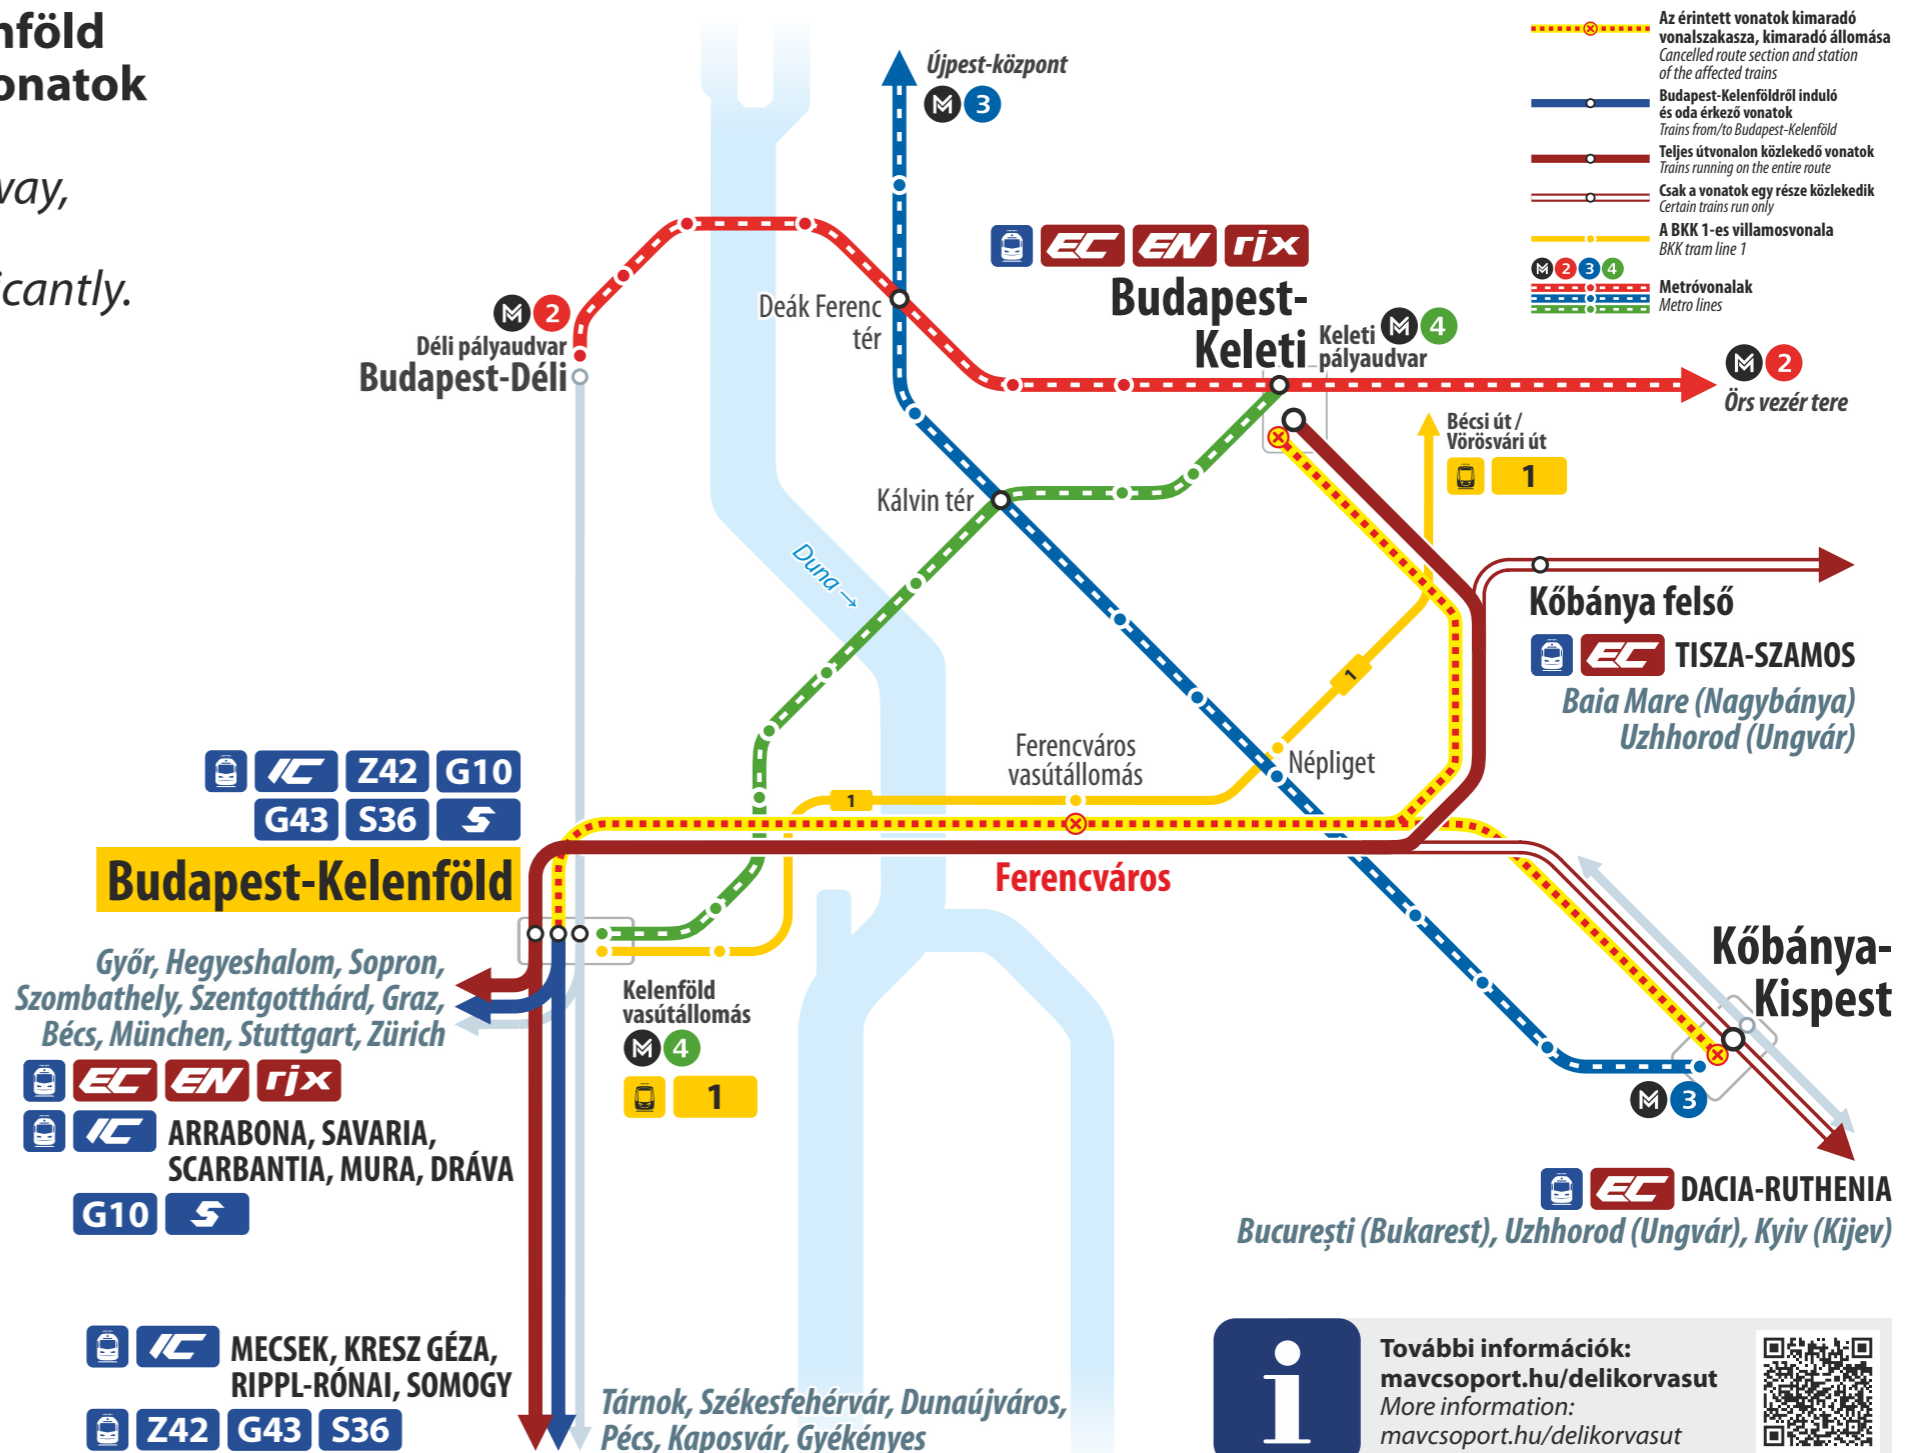 nföld
onatok
vay,
icantly.
Az érintett vonatok kimaradó
vonalszakasza, kimaradó állomása
Cancelled route section and station
of the affected trains
Budapest-Kelenföldről induló
és oda érkező vonatok
Trains from/to Budapest-Kelenföld
Teljes útvonalon közlekedő vonatok
Trains running on the entire route
Csak a vonatok egy része közlekedik
Certain trains run only
A BKK 1-es villamosvonala
BKK tram line 1
M 2 3 4
Metróvonalak
Metro lines
Újpest-központ
M 3
EC EN rjx
Budapest-
Keleti
Keleti
pályaudvar
M 4
Deák Ferenc
tér
M 2
Déli pályaudvar
Budapest-Déli
M 2
Örs vezér tere
Bécsi út /
Vörösvári út
1
Kálvin tér
Duna →
Kőbánya felső
EC TISZA-SZAMOS
Baia Mare (Nagybánya)
Uzhhorod (Ungvár)
1
Ferencváros
vasútállomás
Népliget
1
IC Z42 G10
G43 S36 S
Budapest-Kelenföld
Ferencváros
Kőbánya-
Kispest
Győr, Hegyeshalom, Sopron,
Szombathely, Szentgotthárd, Graz,
Bécs, München, Stuttgart, Zürich
EC EN rjx
IC ARRABONA, SAVARIA,
SCARBANTIA, MURA, DRÁVA
G10 S
Kelenföld
vasútállomás
M 4
1
M 3
EC DACIA-RUTHENIA
București (Bukarest), Uzhhorod (Ungvár), Kyiv (Kijev)
IC MECSEK, KRESZ GÉZA,
RIPPL-RÓNAI, SOMOGY
Z42 G43 S36
Tárnok, Székesfehérvár, Dunaújváros,
Pécs, Kaposvár, Gyékényes
i
További információk:
mavcsoport.hu/delikorvasut
More information:
mavcsoport.hu/delikorvasut